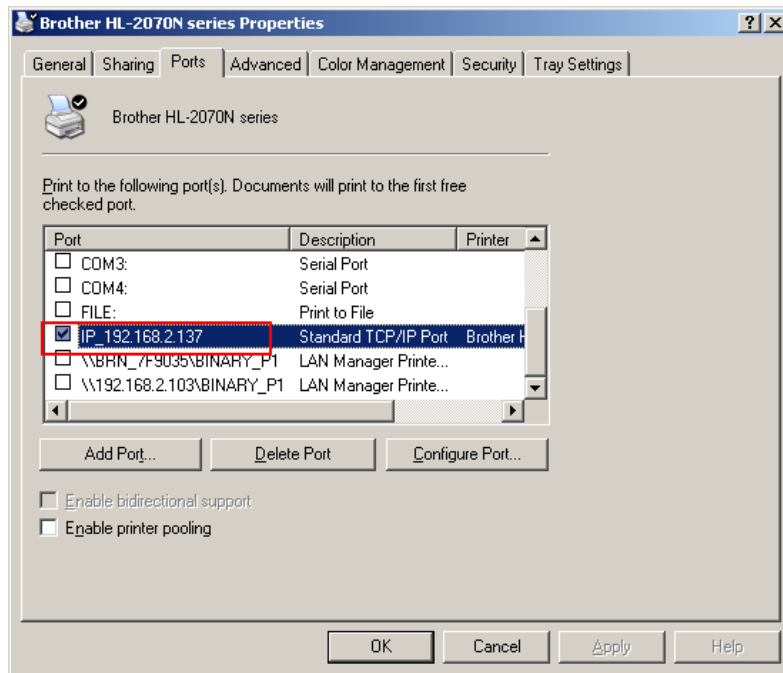 Brother HL-2070N series Properties
General Sharing Ports Advanced Color Management Security Tray Settings
Brother HL-2070N series
Print to the following port(s). Documents will print to the first free
checked port.
Port Description Printer
COM3: Serial Port
COM4: Serial Port
FILE: Print to File
IP_192.168.2.137 Standard TCP/IP Port Brother H
\\BRN_7F9035\BINARY_P1 LAN Manager Printe...
\\192.168.2.103\BINARY_P1 LAN Manager Printe...
Add Port... Delete Port Configure Port...
Enable bidirectional support
Enable printer pooling
OK Cancel Apply Help